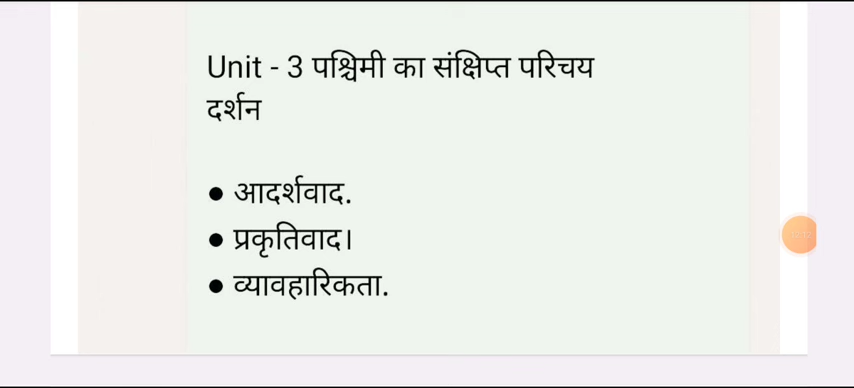 Unit - 3 पश्चिमी का संक्षिप्त परिचय
दर्शन
● आदर्शवाद.
● प्रकृतिवाद।
● व्यावहारिकता.